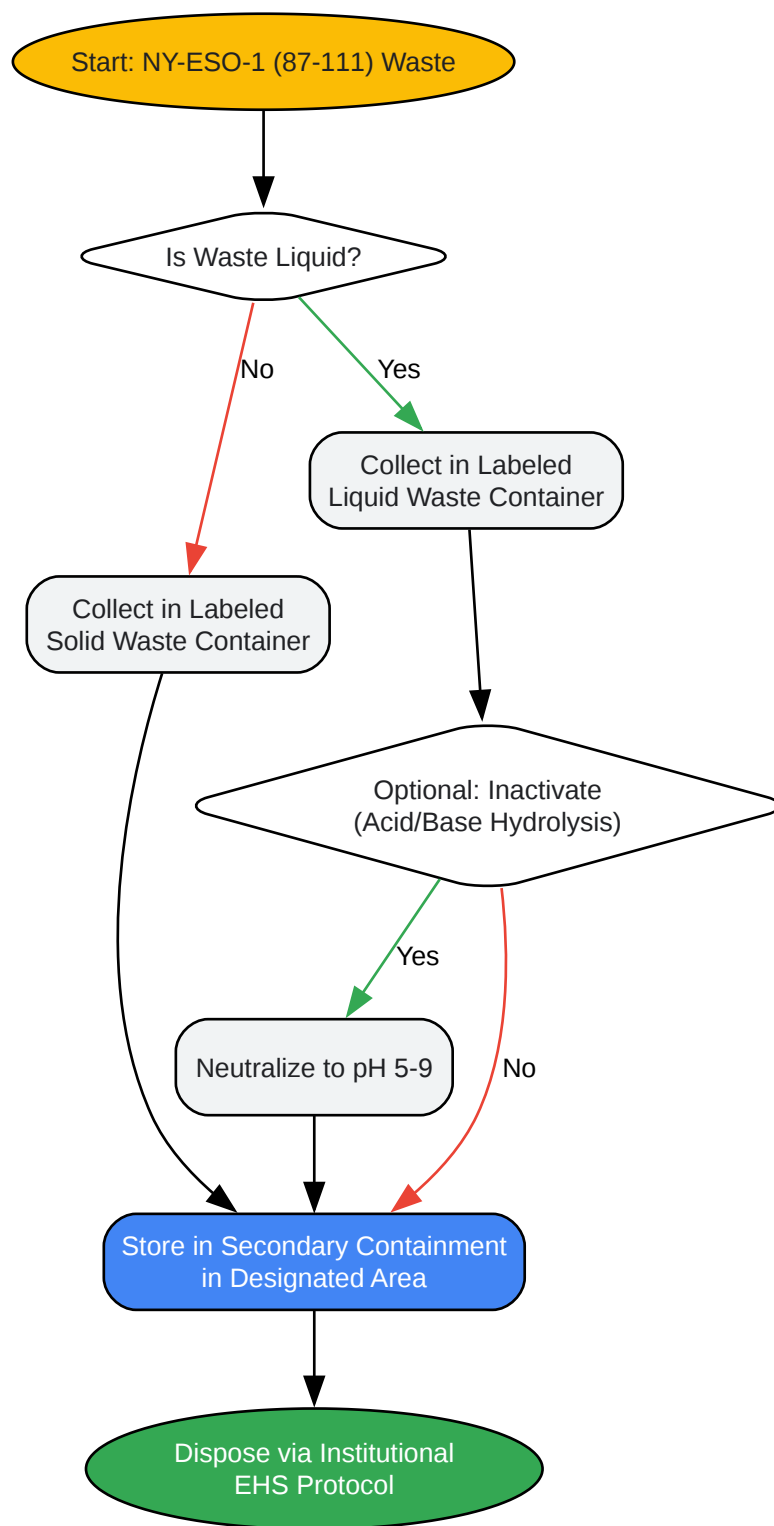 Start: NY-ESO-1 (87-111) Waste
Is Waste Liquid?
No
Yes
Collect in Labeled
Liquid Waste Container
Collect in Labeled
Solid Waste Container
Optional: Inactivate
(Acid/Base Hydrolysis)
Yes
Neutralize to pH 5-9
No
Store in Secondary Containment
in Designated Area
Dispose via Institutional
EHS Protocol